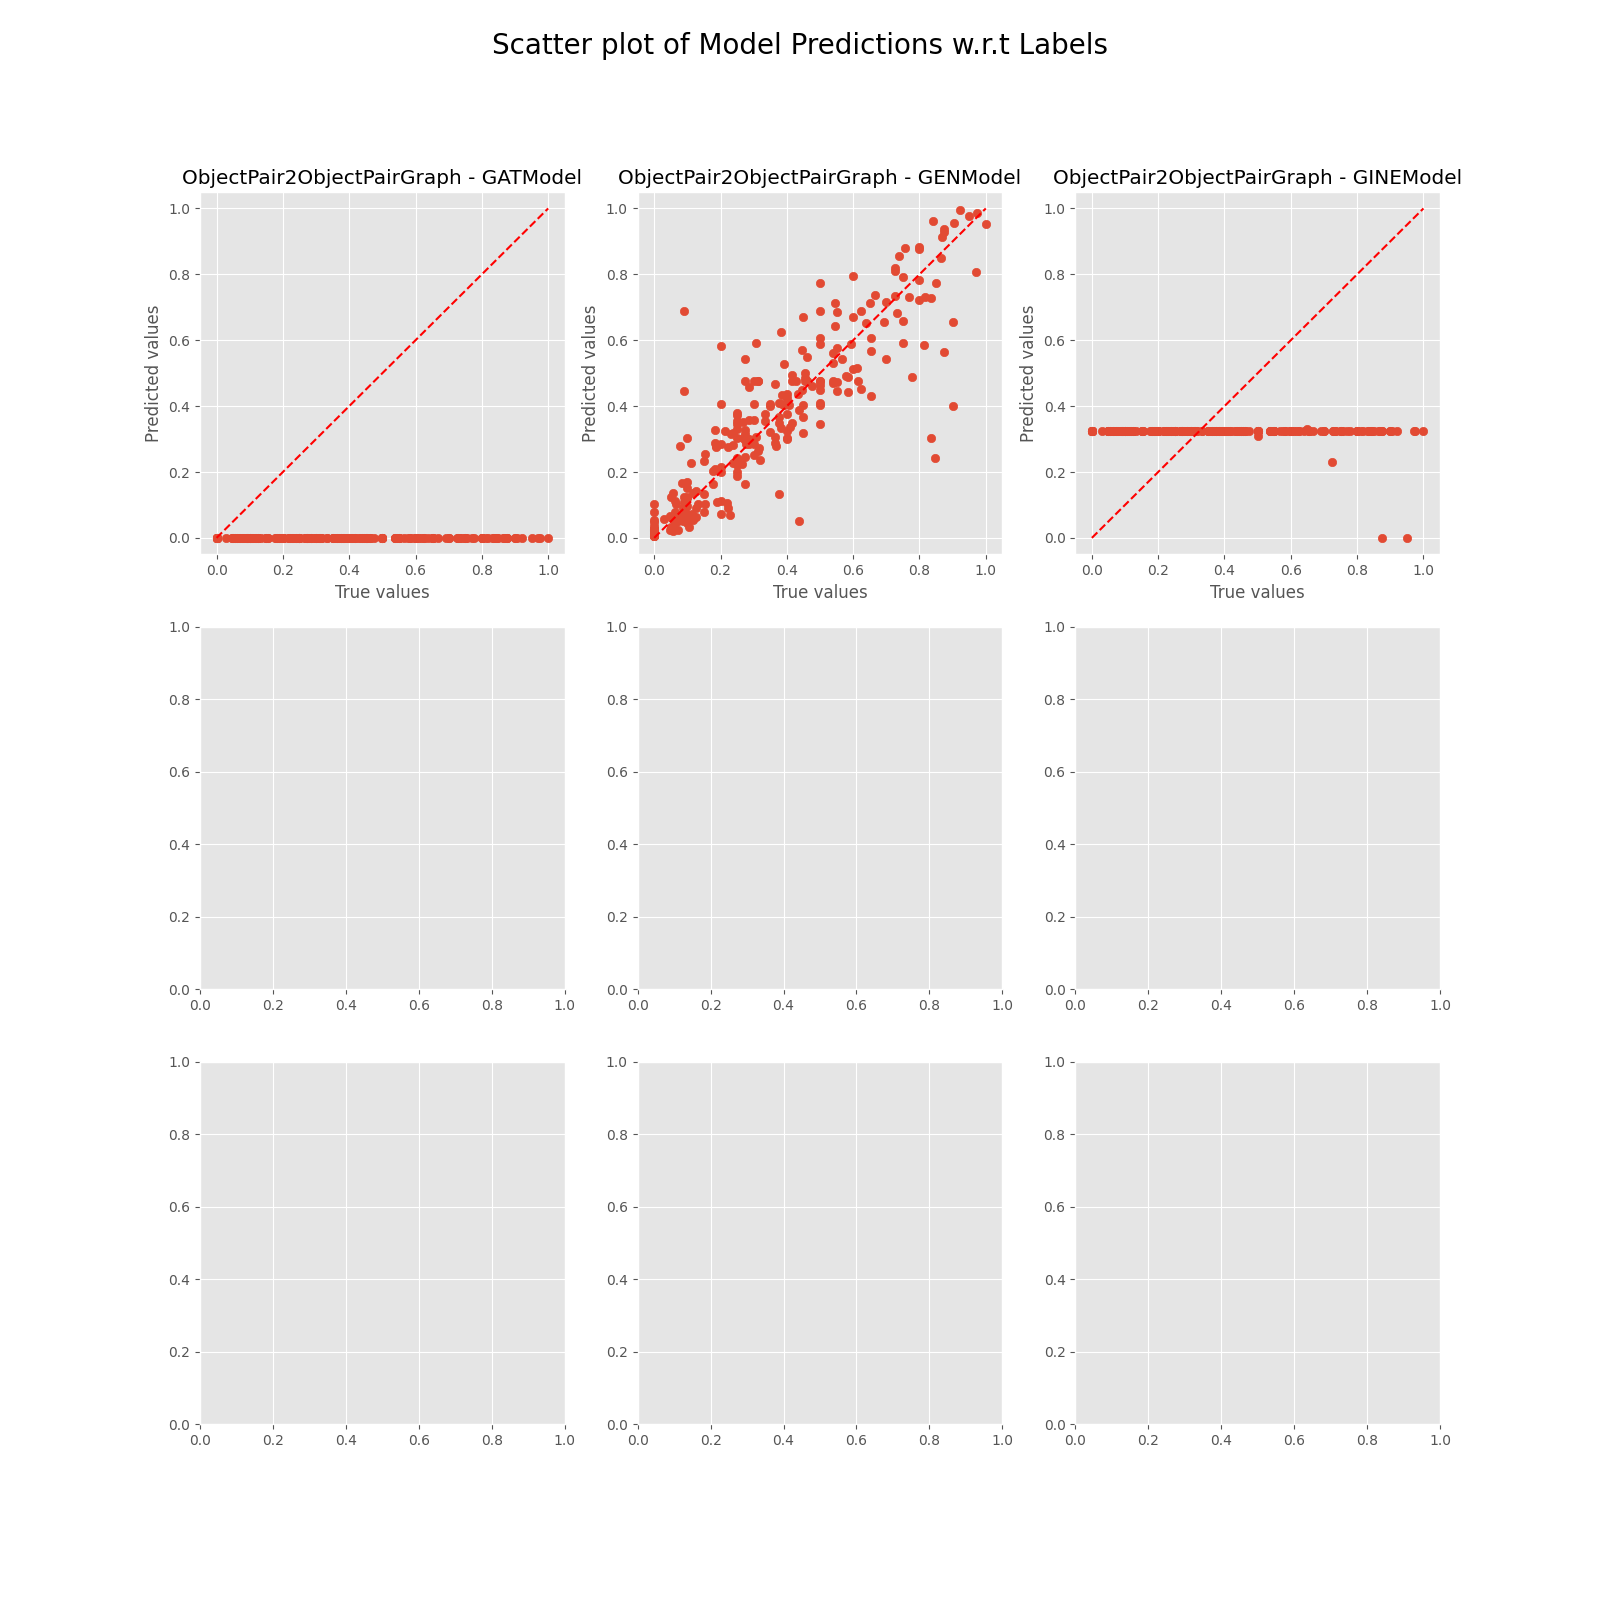 Scatter plot of Model Predictions w.r.t Labels
ObjectPair2ObjectPairGraph - GATModel
Predicted values
1.0
0.8
0.6
0.4
0.2
0.0
0.0 0.2 0.4 0.6 0.8 1.0
True values
ObjectPair2ObjectPairGraph - GENModel
Predicted values
1.0
0.8
0.6
0.4
0.2
0.0
0.0 0.2 0.4 0.6 0.8 1.0
True values
ObjectPair2ObjectPairGraph - GINEModel
Predicted values
1.0
0.8
0.6
0.4
0.2
0.0
0.0 0.2 0.4 0.6 0.8 1.0
True values
1.0
0.8
0.6
0.4
0.2
0.0
0.0 0.2 0.4 0.6 0.8 1.0
1.0
0.8
0.6
0.4
0.2
0.0
0.0 0.2 0.4 0.6 0.8 1.0
1.0
0.8
0.6
0.4
0.2
0.0
0.0 0.2 0.4 0.6 0.8 1.0
1.0
0.8
0.6
0.4
0.2
0.0
0.0 0.2 0.4 0.6 0.8 1.0
1.0
0.8
0.6
0.4
0.2
0.0
0.0 0.2 0.4 0.6 0.8 1.0
1.0
0.8
0.6
0.4
0.2
0.0
0.0 0.2 0.4 0.6 0.8 1.0